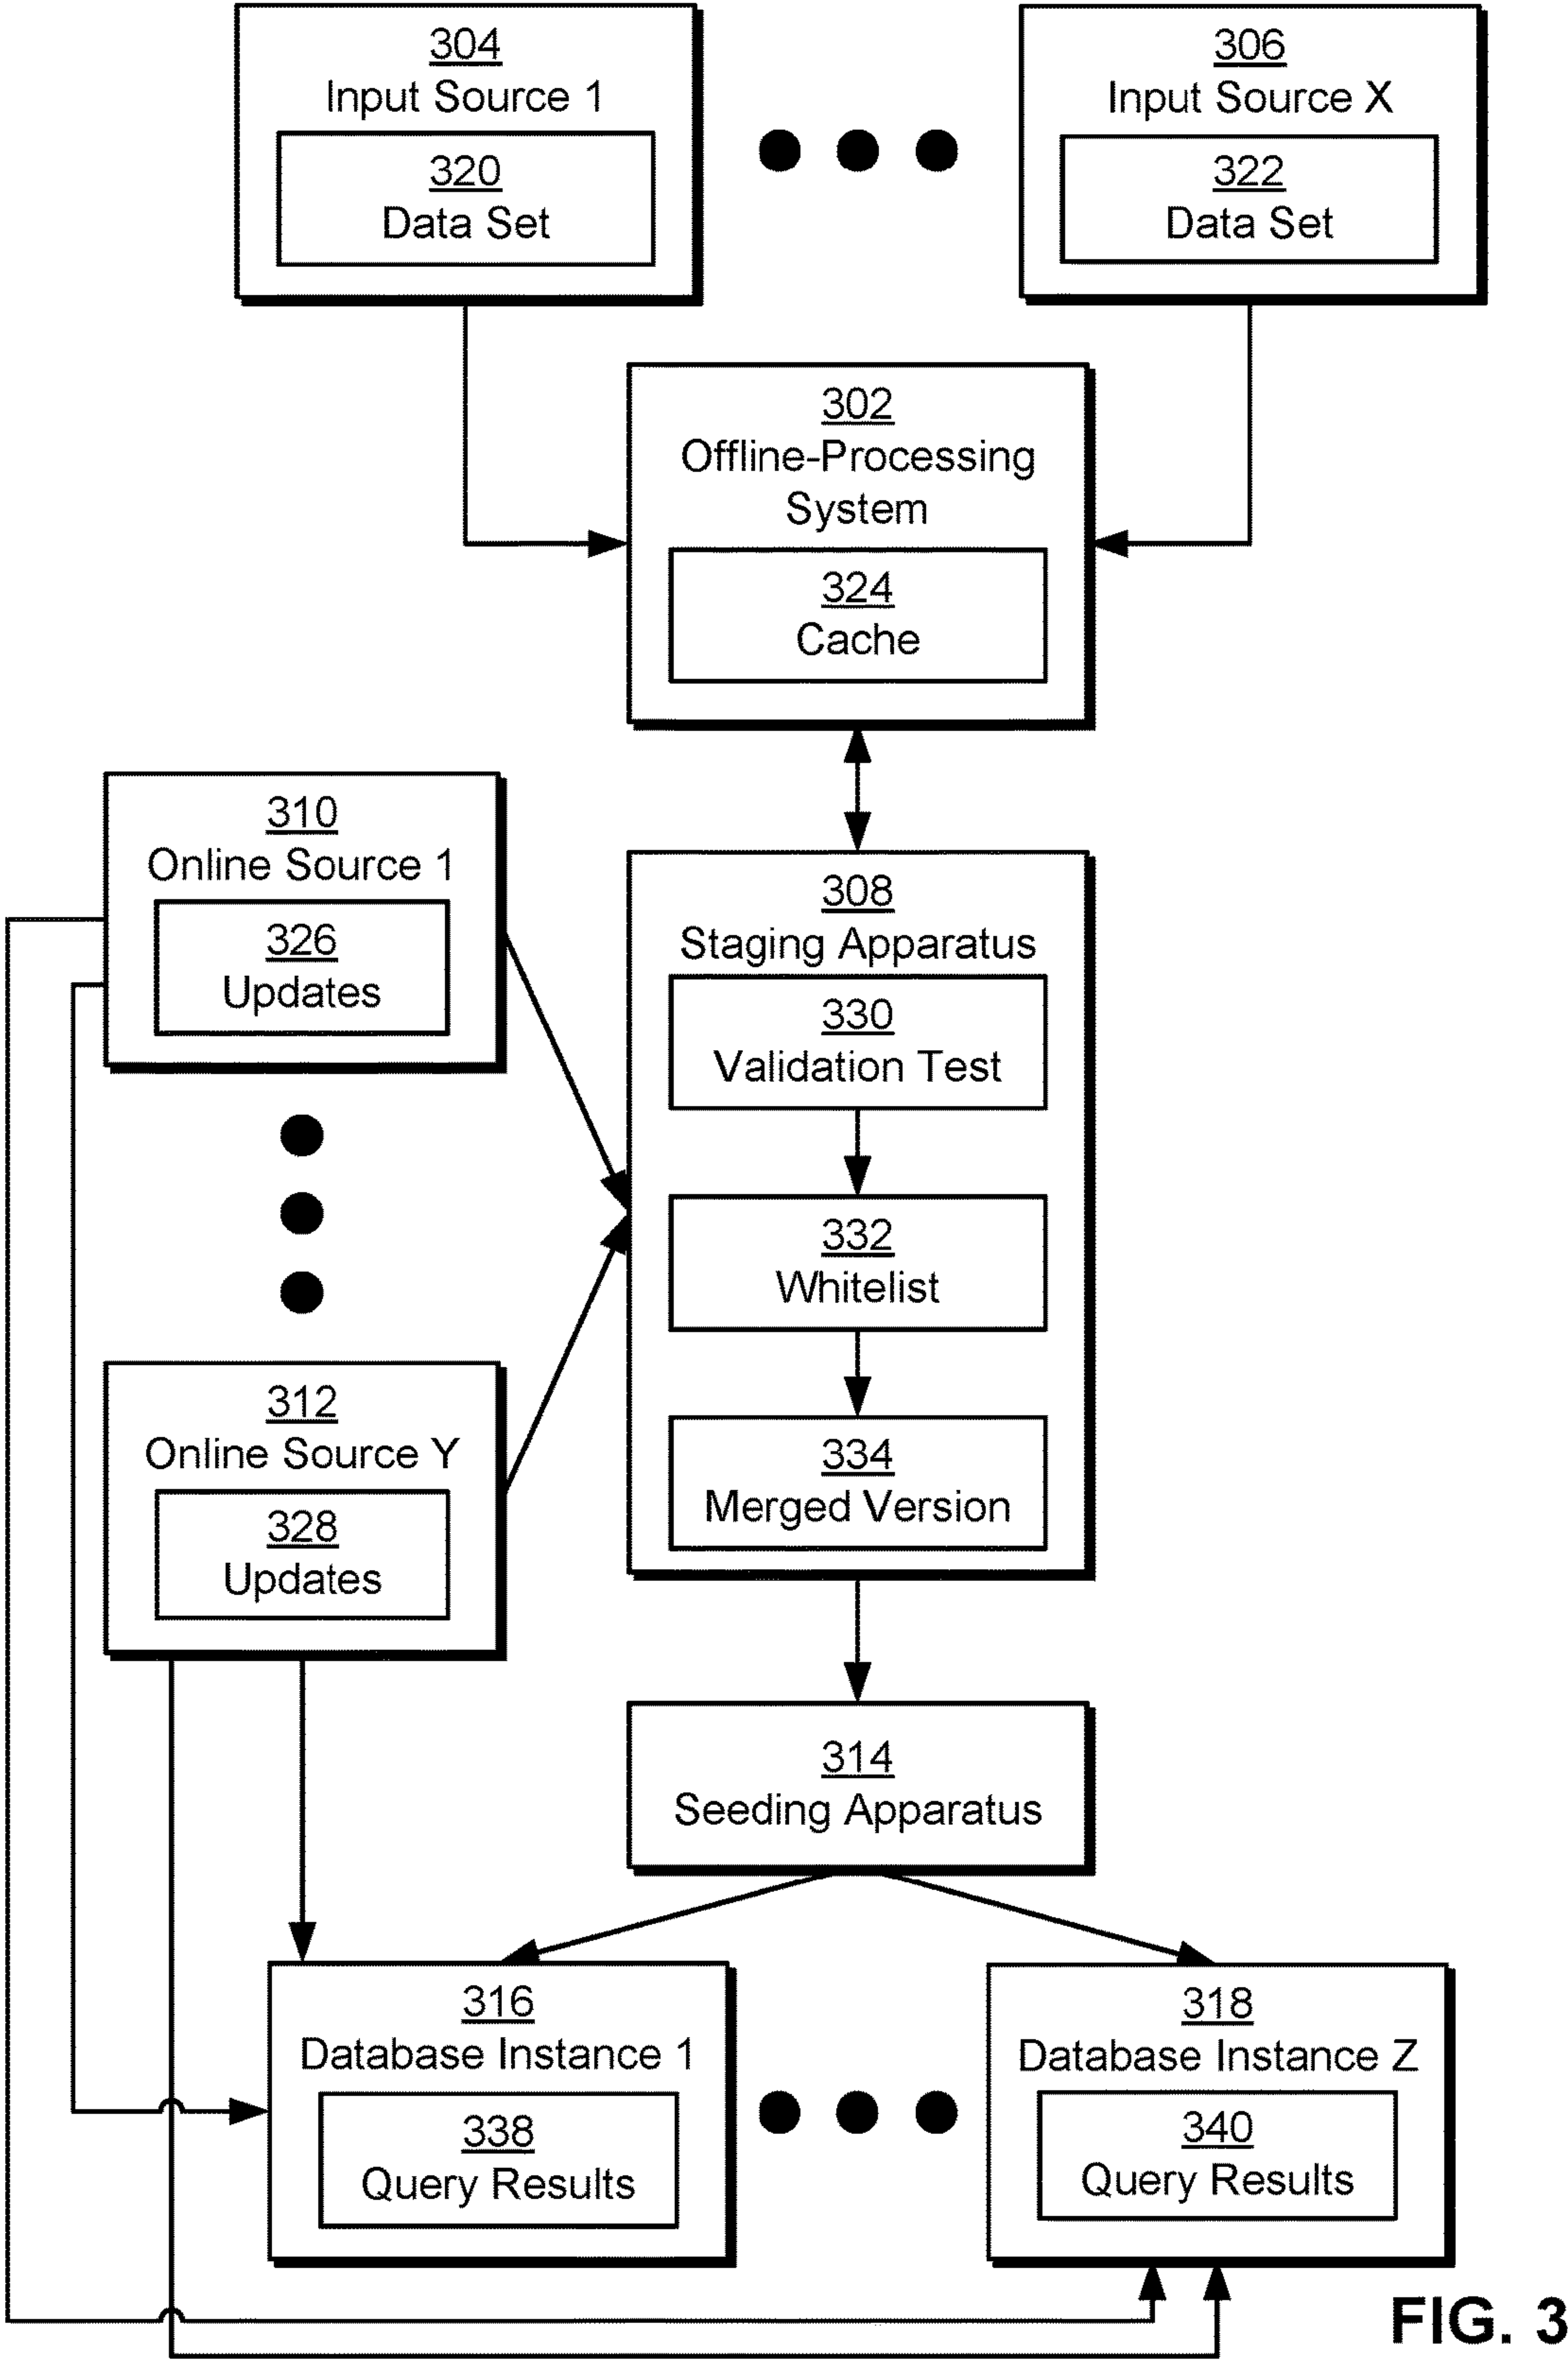 304
Input Source 1
320
Data Set
306
Input Source X
322
Data Set
302
Offline-Processing
System
324
Cache
310
Online Source 1
326
Updates
308
Staging Apparatus
330
Validation Test
332
Whitelist
334
Merged Version
312
Online Source Y
328
Updates
314
Seeding Apparatus
316
Database Instance 1
338
Query Results
318
Database Instance Z
340
Query Results
FIG. 3